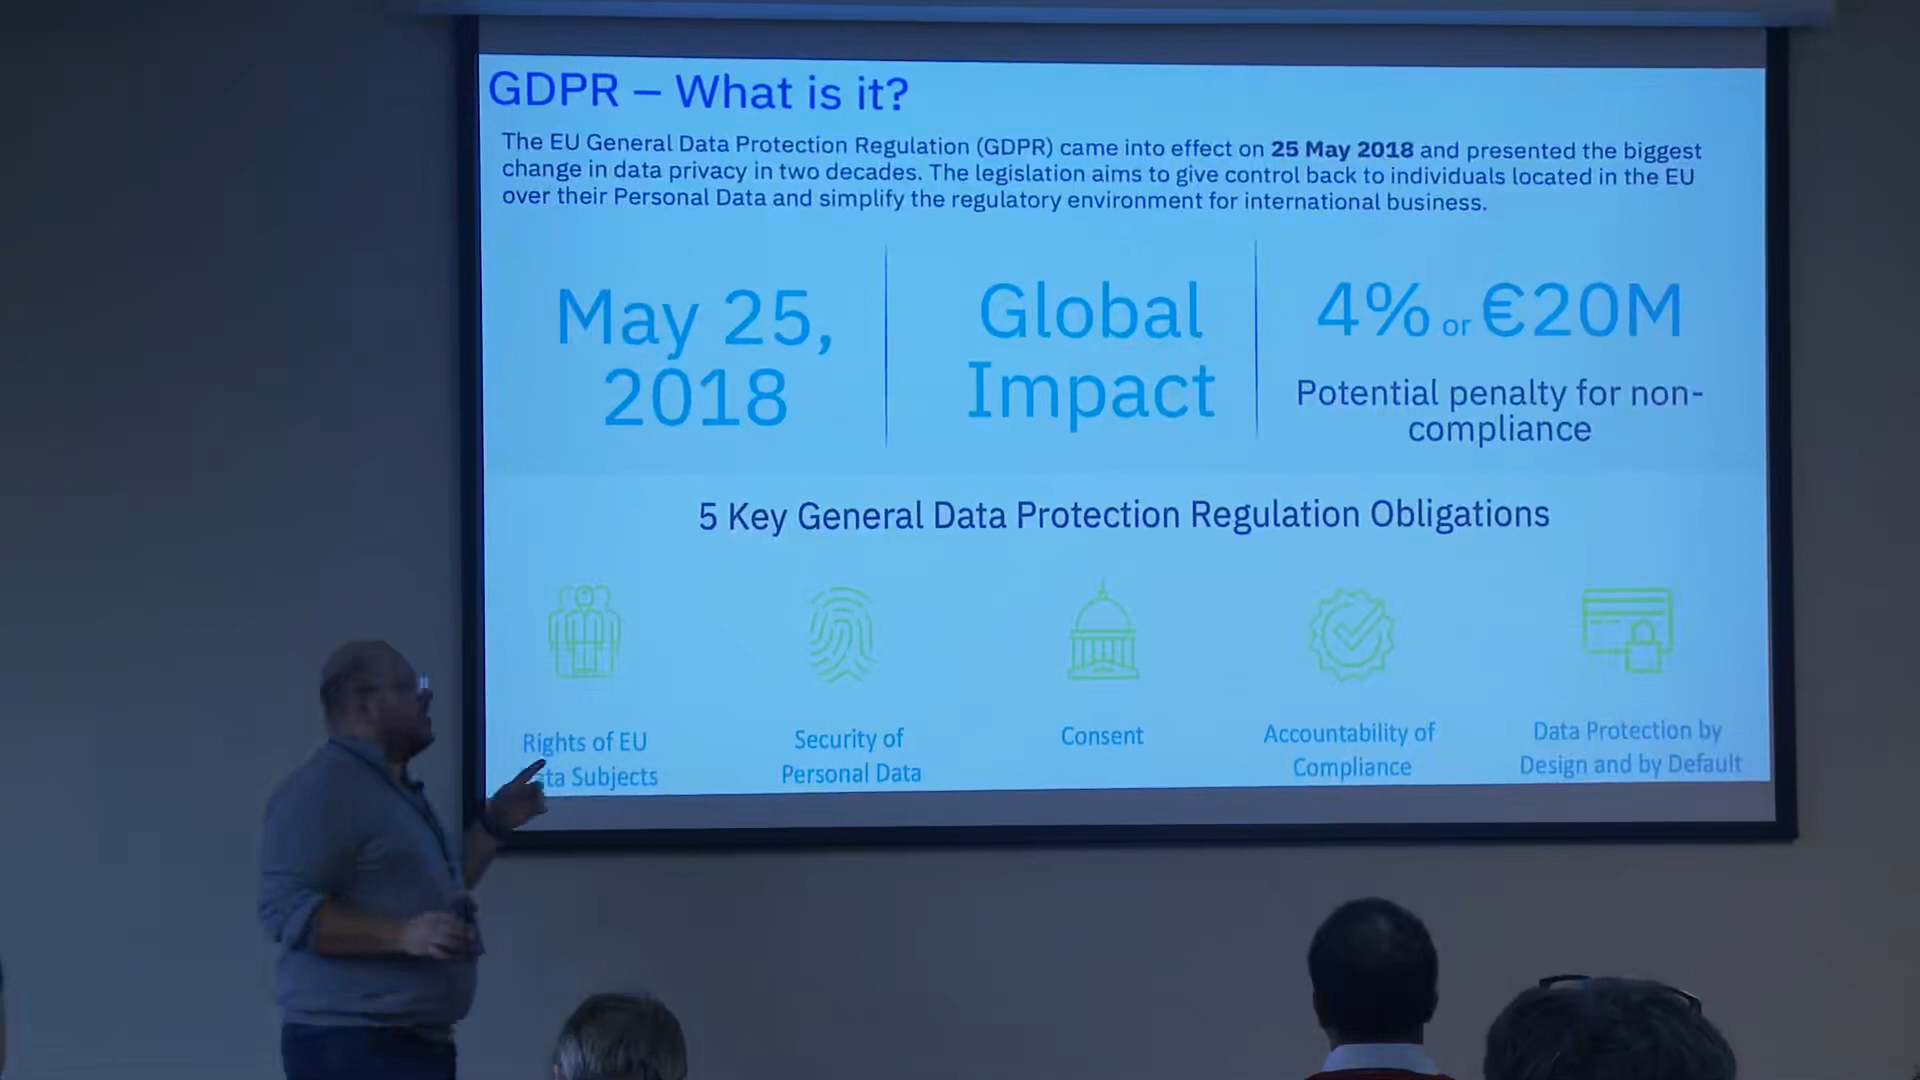 GDPR – What is it?
The EU General Data Protection Regulation (GDPR) came into effect on 25 May 2018 and presented the biggest
change in data privacy in two decades. The legislation aims to give control back to individuals located in the EU
over their Personal Data and simplify the regulatory environment for international business.
May 25,
2018
Global
Impact
4% or €20M
Potential penalty for non-
compliance
5 Key General Data Protection Regulation Obligations
Rights of EU
Subjects
Security of
Personal Data
Consent
Accountability of
Compliance
Data Protection by
Design and by Default